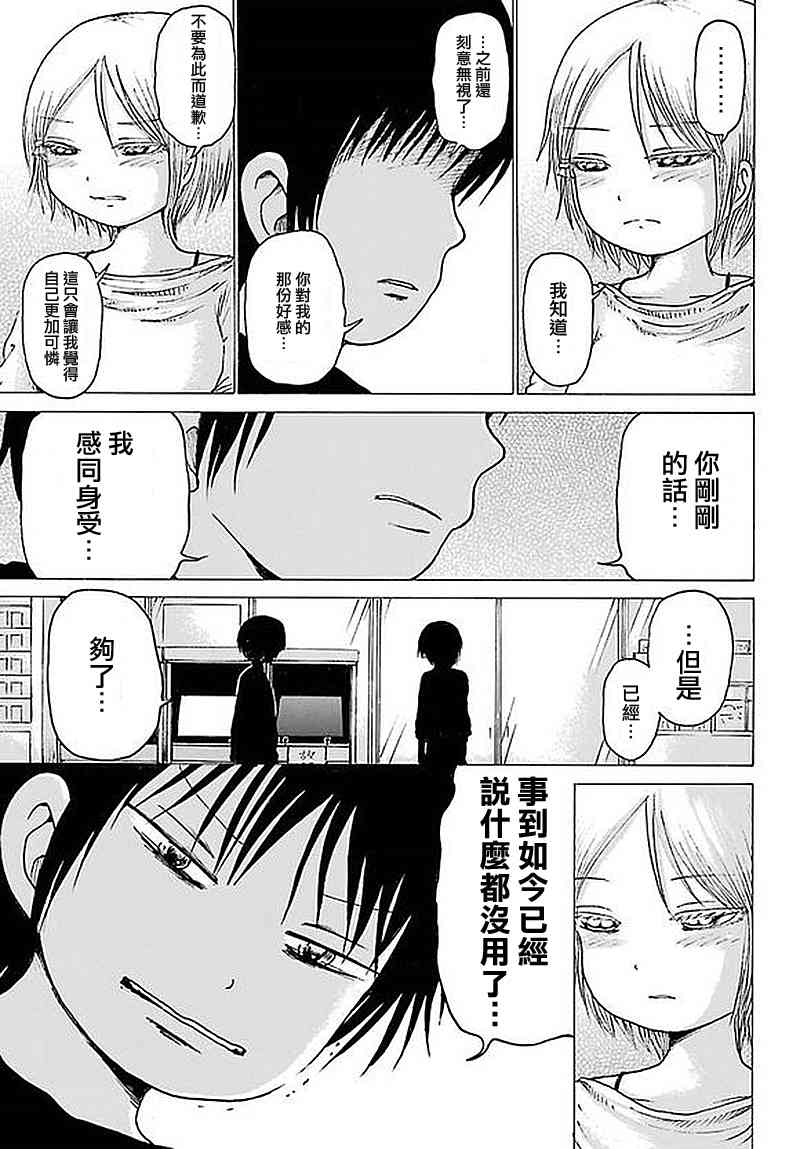 ………
我知道…
…之前還
刻意無視了…
你對我的
那份好感…
不要為此而道歉…
這只會讓我覺得
自己更加可憐
你剛剛
的話…
我
感同身受…
…但是
已經…
夠了…
事到如今已經
說什麼都沒用了…